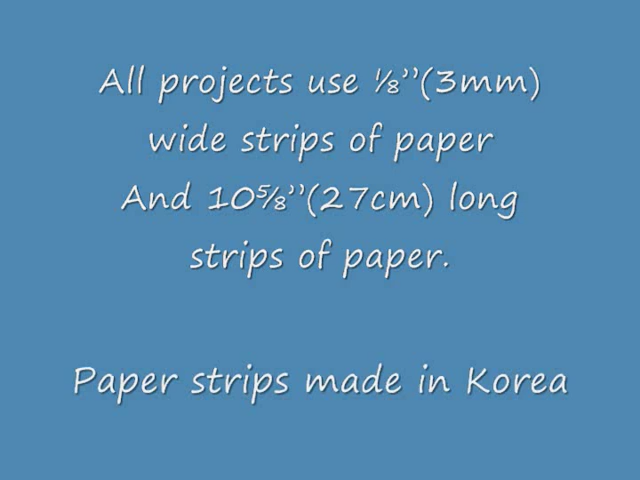 All projects use ⅛”(3mm)
wide strips of paper
And 10⅝”(27cm) long
strips of paper.
Paper strips made in Korea